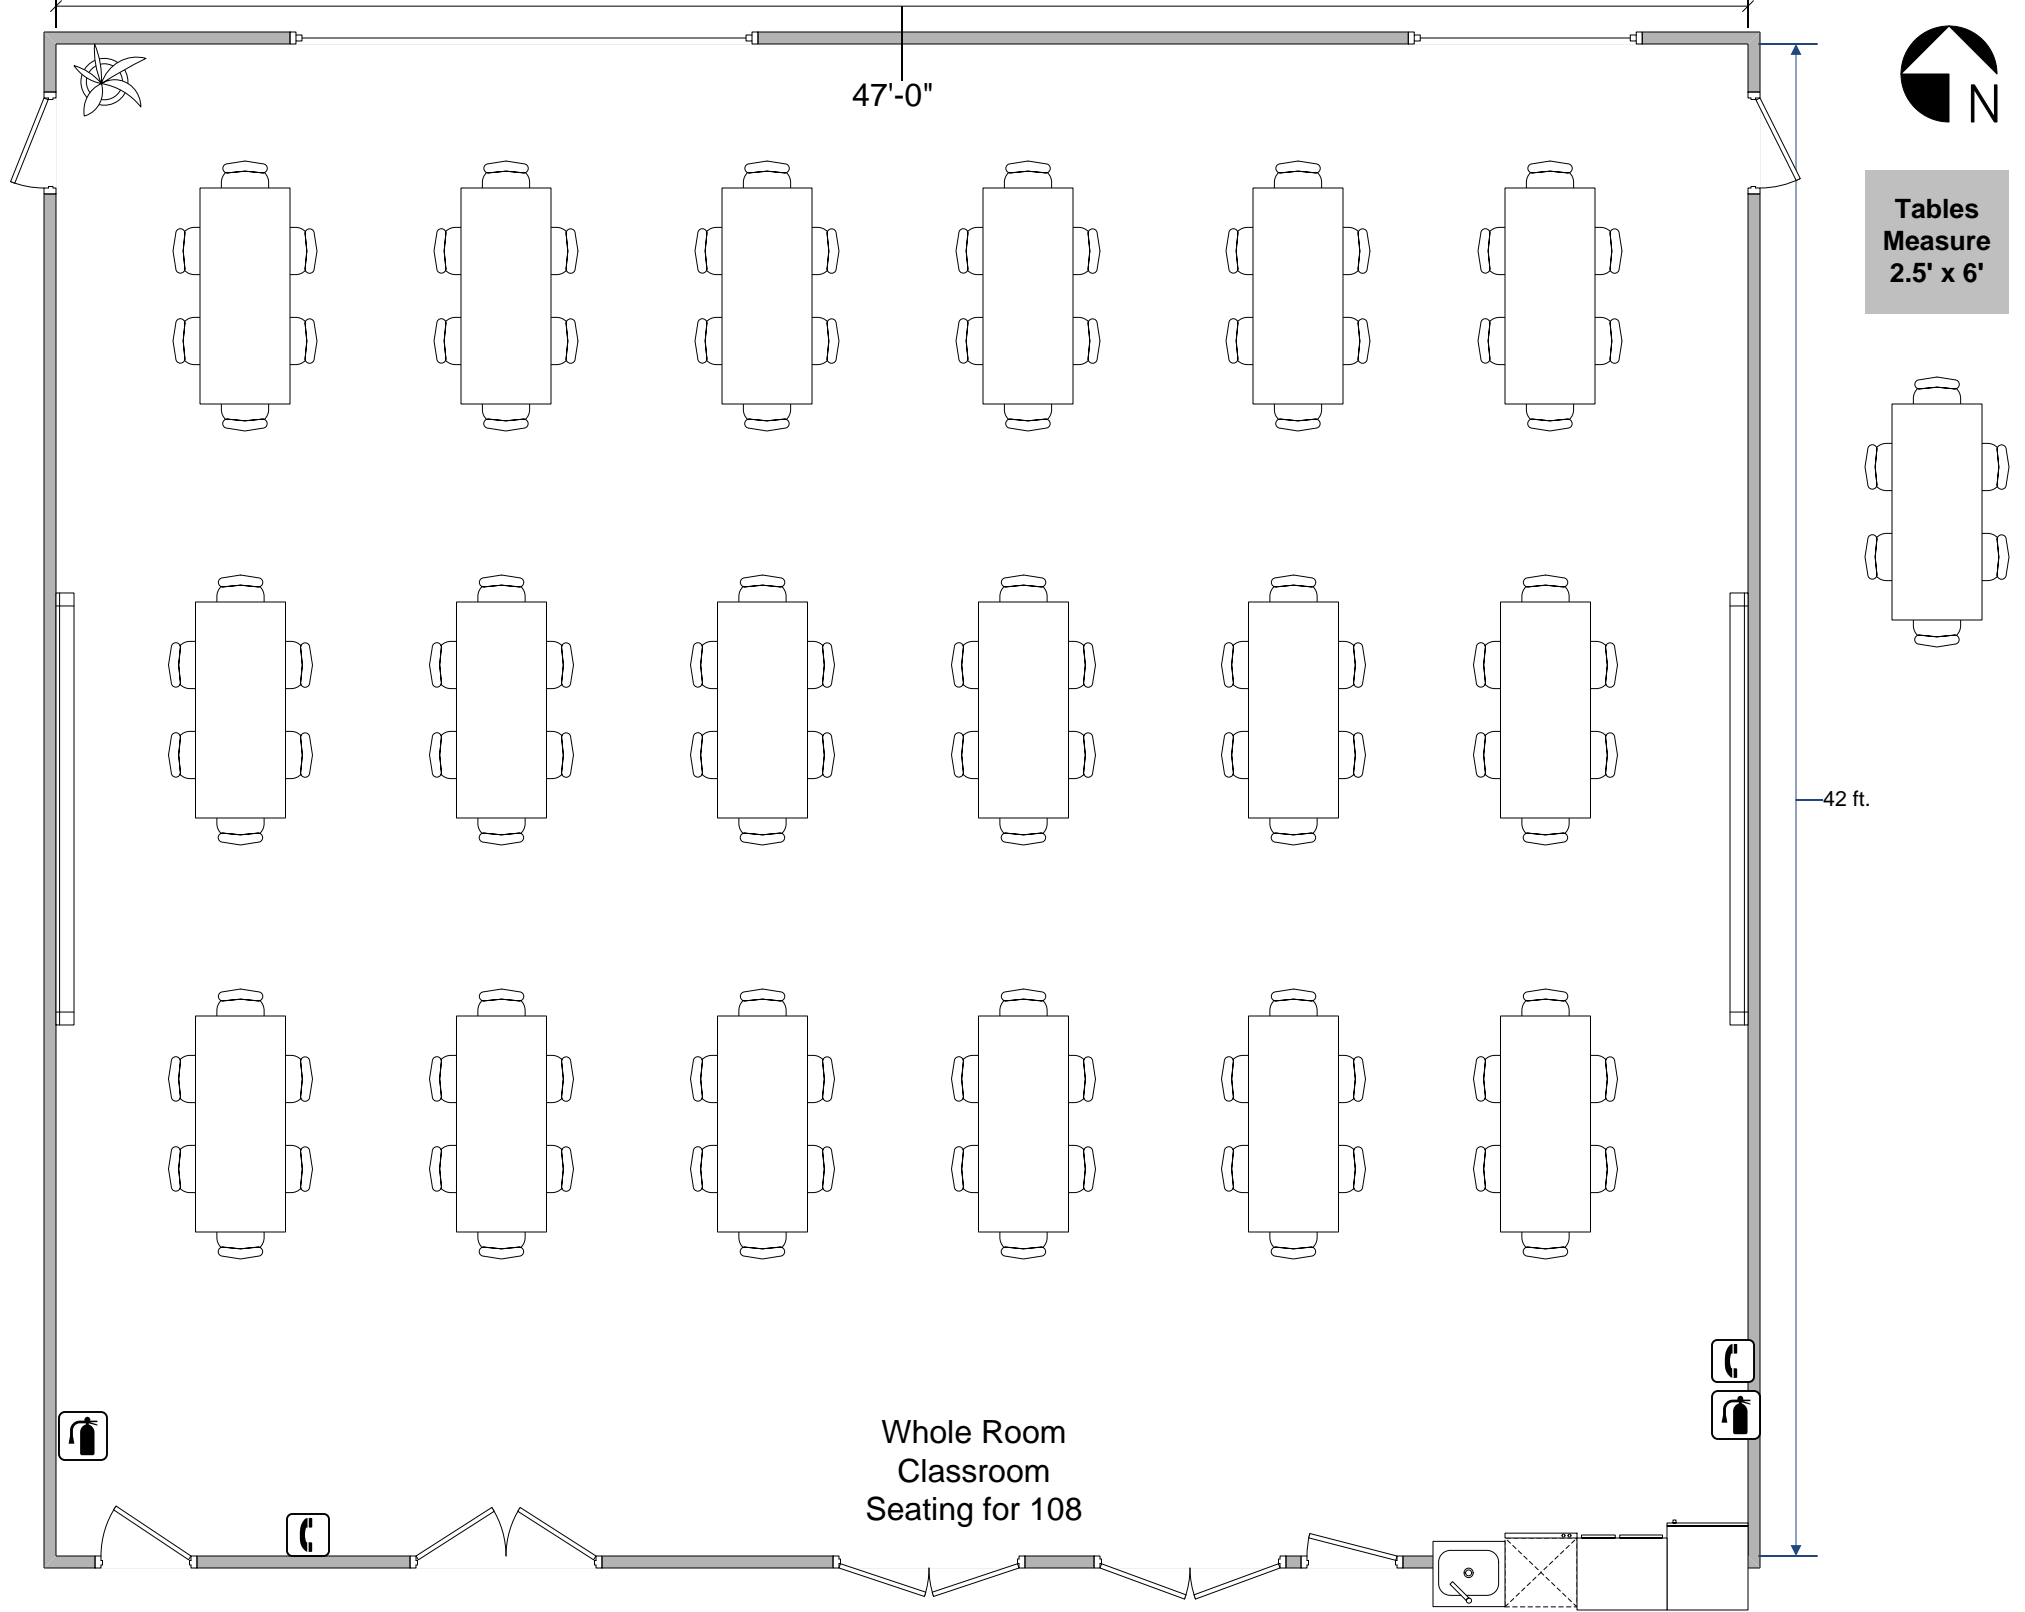 47'-0"
N
Tables
Measure
2.5' x 6'
42 ft.
Whole Room
Classroom
Seating for 108